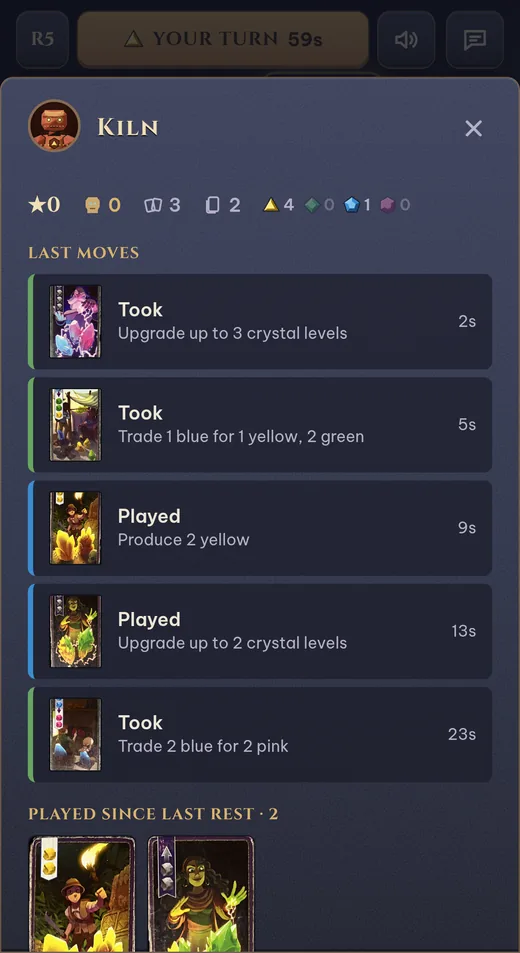 R5
YOUR TURN 59s
KILN
0 0 3 2 4 0 1 0
LAST MOVES
Took
Upgrade up to 3 crystal levels
2s
Took
Trade 1 blue for 1 yellow, 2 green
5s
Played
Produce 2 yellow
9s
Played
Upgrade up to 2 crystal levels
13s
Took
Trade 2 blue for 2 pink
23s
PLAYED SINCE LAST REST · 2